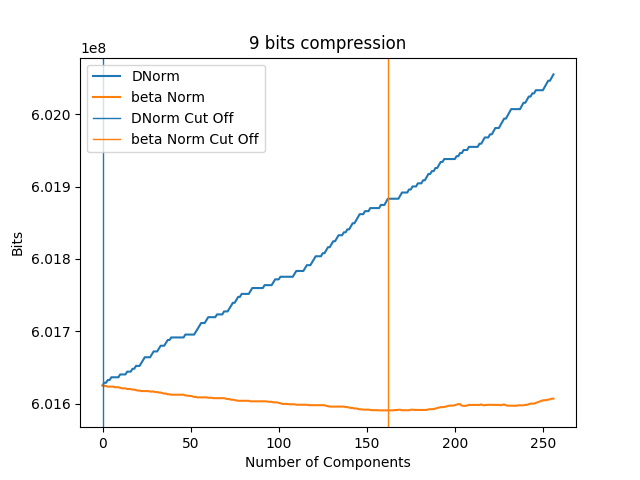 9 bits compression
1e8
DNorm
beta Norm
DNorm Cut Off
beta Norm Cut Off
6.020
6.019
6.018
6.017
6.016
Bits
0 50 100 150 200 250
Number of Components